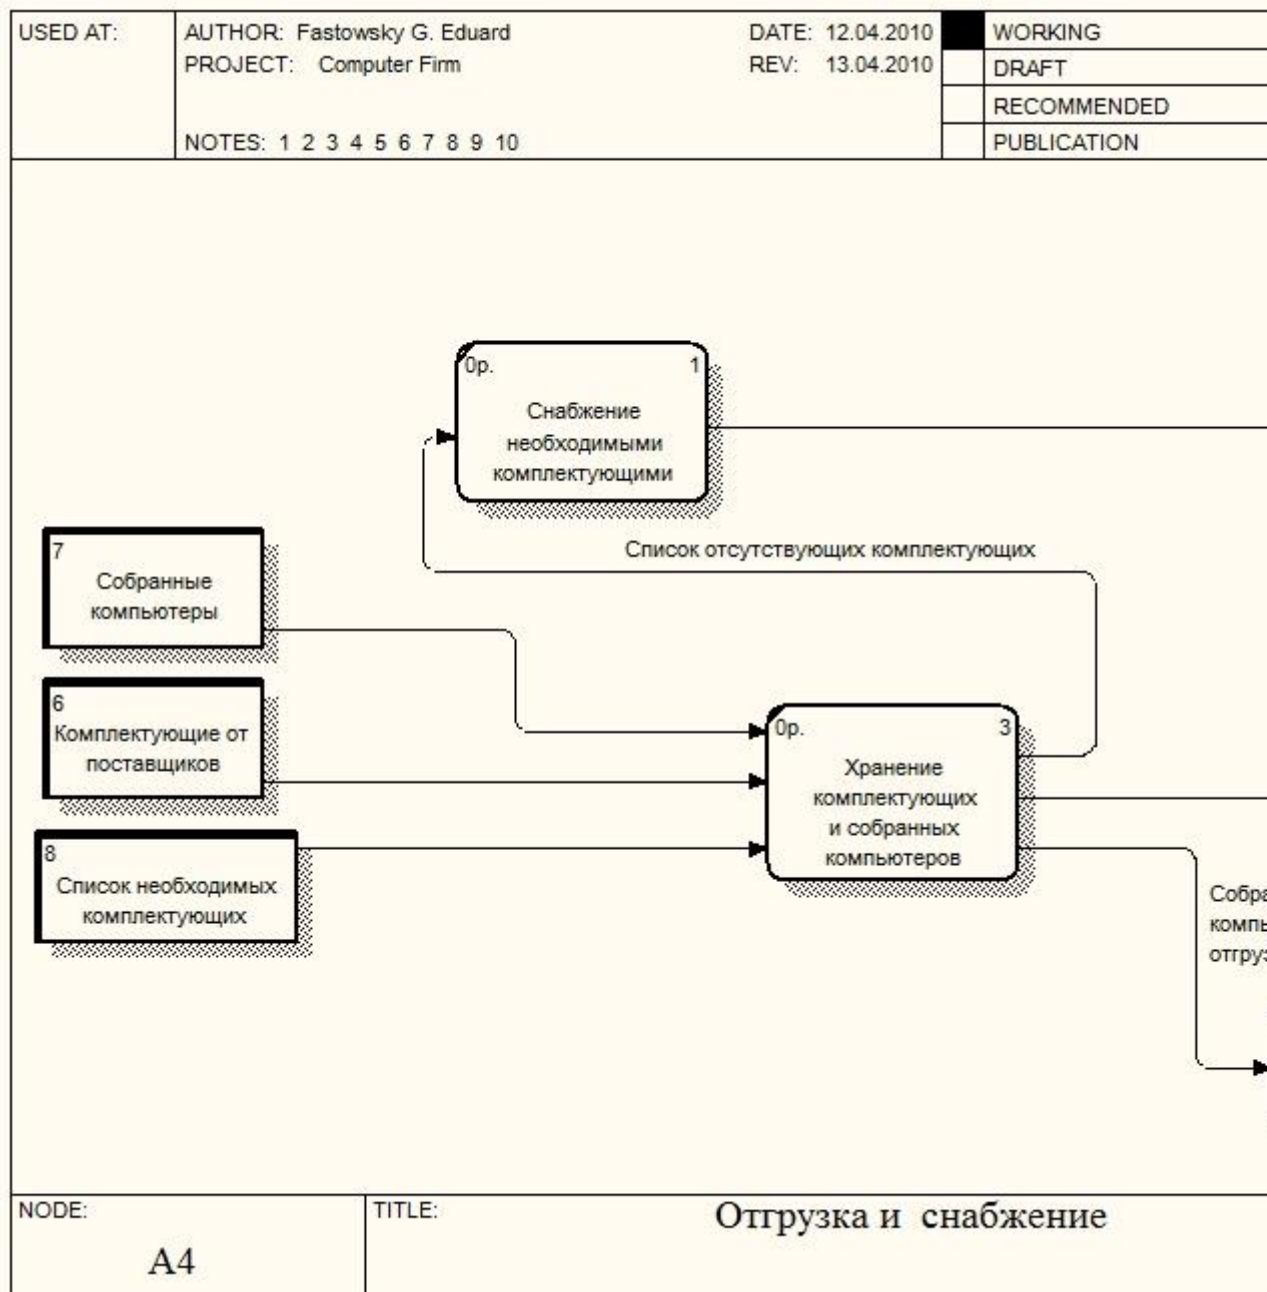 USED AT:
AUTHOR: Fastowsky G. Eduard
DATE: 12.04.2010
WORKING
PROJECT: Computer Firm
REV: 13.04.2010
DRAFT
RECOMMENDED
NOTES: 1 2 3 4 5 6 7 8 9 10
PUBLICATION
0р. 1
Снабжение
необходимыми
комплектующими
Список отсутствующих комплектующих
7
Собранные
компьютеры
6
Комплектующие от
поставщиков
0р. 3
Хранение
комплектующих
и собранных
компьютеров
8
Список необходимых
комплектующих
NODE:
A4
TITLE:
Отгрузка и снабжение